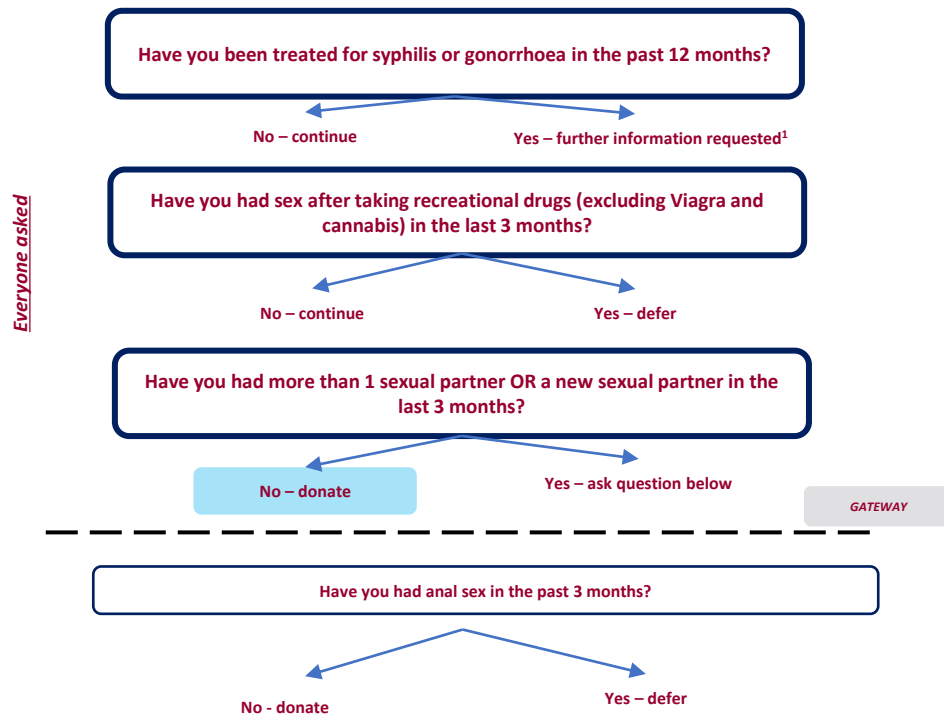 Have you been treated for syphilis or gonorrhoea in the past 12 months?
No – continue
Yes – further information requested¹
Everyone asked
Have you had sex after taking recreational drugs (excluding Viagra and
cannabis) in the last 3 months?
No – continue
Yes – defer
Have you had more than 1 sexual partner OR a new sexual partner in the
last 3 months?
No – donate
Yes – ask question below
GATEWAY
Have you had anal sex in the past 3 months?
No - donate
Yes – defer